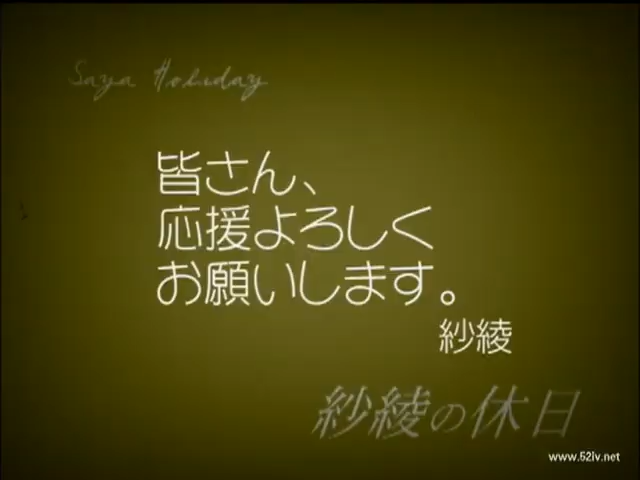 Saya Holiday
皆さん、
応援よろしく
お願いします。
紗綾
紗綾の休日
www.52lv.net